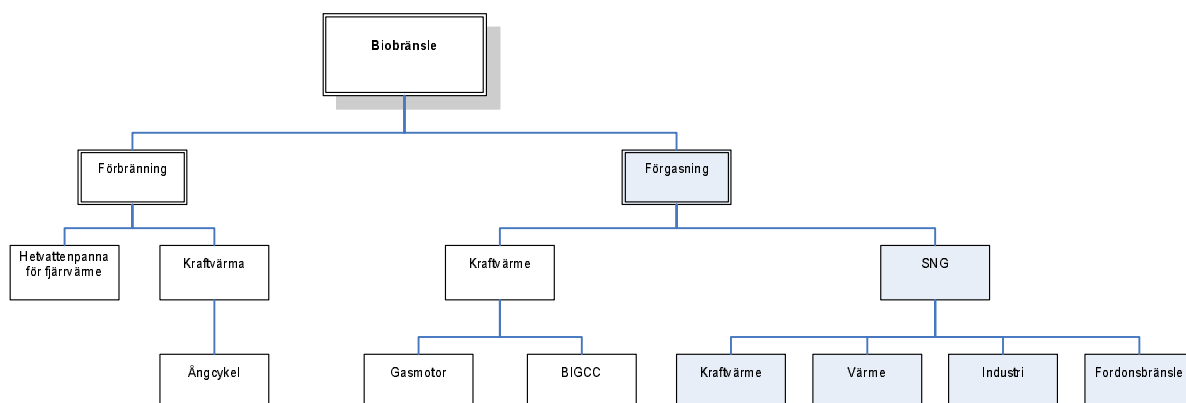 Biobränsle
Förbränning
Förgasning
Hetvattenpanna
för fjärrvärme
Kraftvärma
Kraftvärme
SNG
Ångcykel
Gasmotor
BIGCC
Kraftvärme
Värme
Industri
Fordonsbränsle